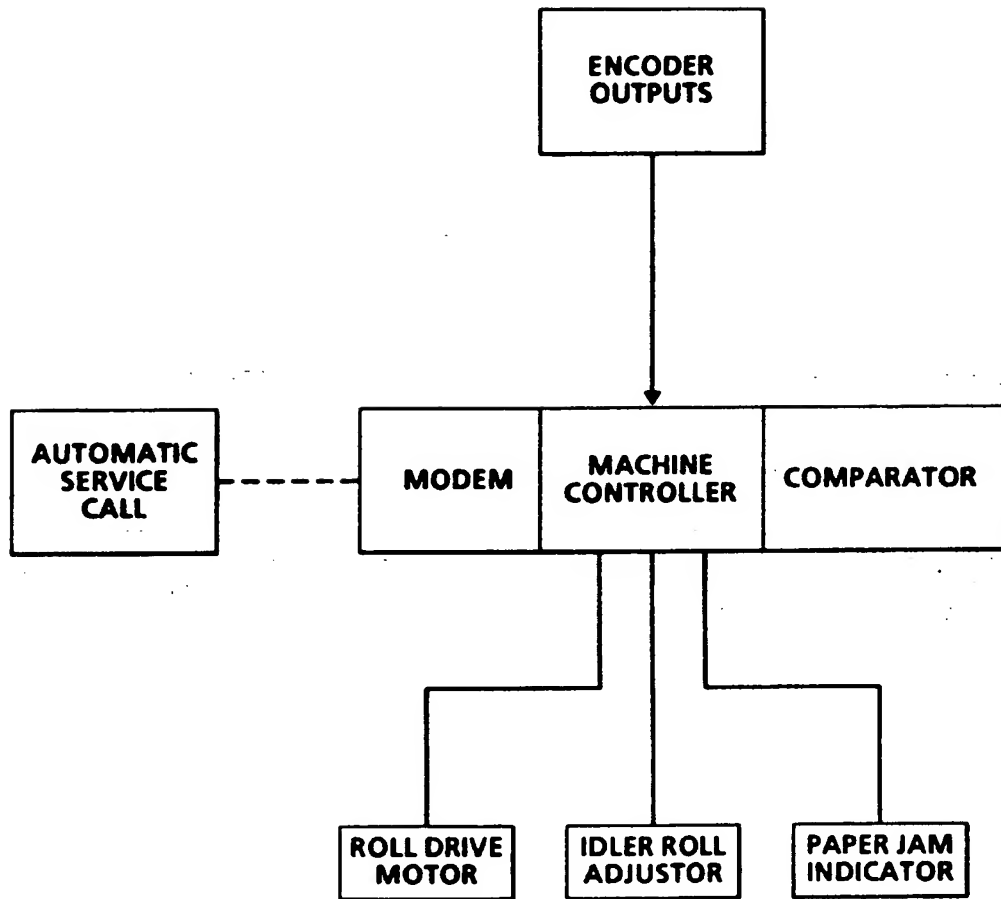 ENCODER
OUTPUTS
AUTOMATIC
SERVICE
CALL
MODEM
MACHINE
CONTROLLER
COMPARATOR
ROLL DRIVE
MOTOR
IDLER ROLL
ADJUSTOR
PAPER JAM
INDICATOR